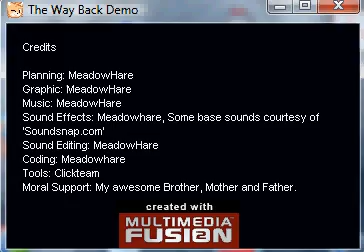 The Way Back Demo
Credits
Planning: MeadowHare
Graphic: MeadowHare
Music: MeadowHare
Sound Effects: Meadowhare, Some base sounds courtesy of
'Soundsnap.com'
Sound Editing: MeadowHare
Coding: Meadowhare
Tools: Clickteam
Moral Support: My awesome Brother, Mother and Father.
created with
MULTIMEDIA
FUSION2